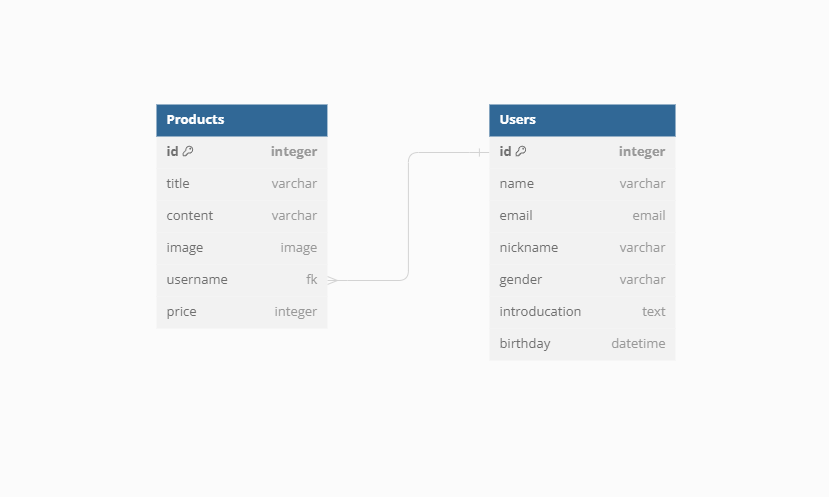 Products
id integer
title varchar
content varchar
image image
username fk
price integer
Users
id integer
name varchar
email email
nickname varchar
gender varchar
introducation text
birthday datetime